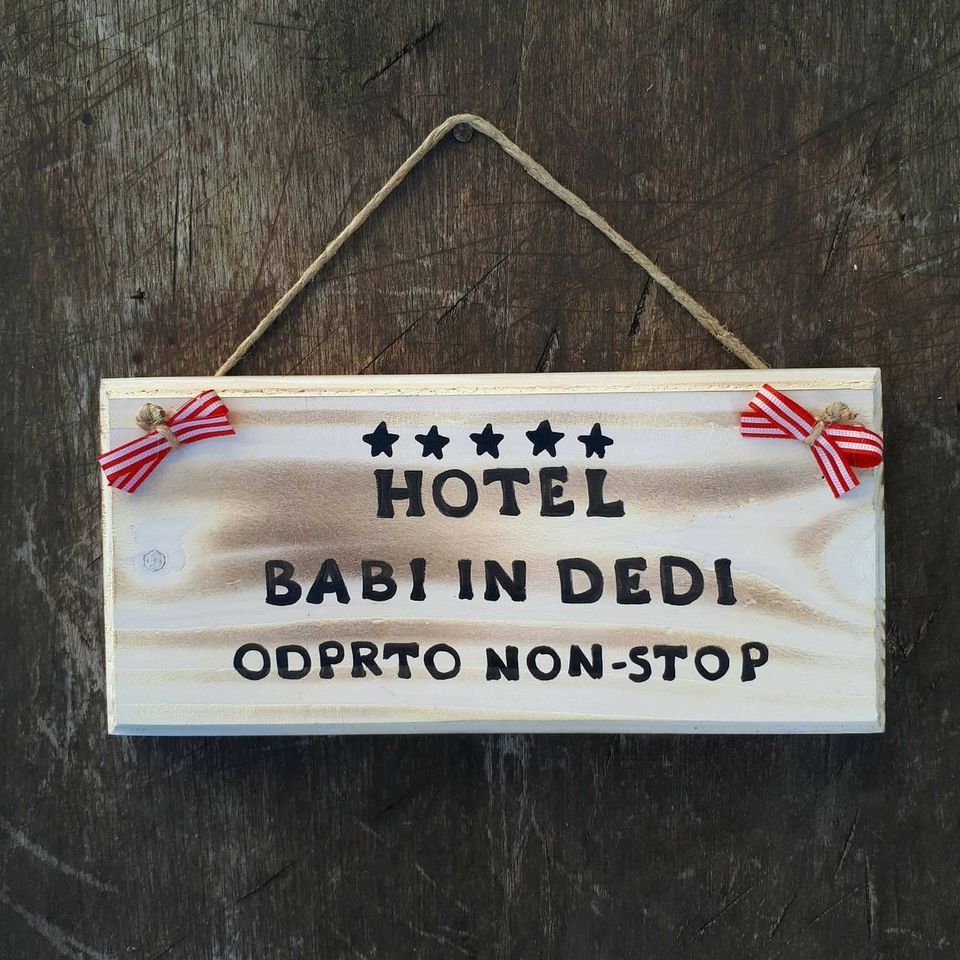 HOTEL
BABI IN DEDI
ODPRTO NON-STOP